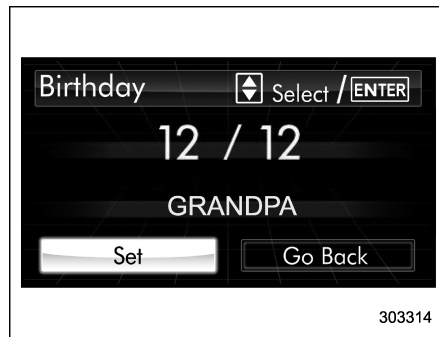 Birthday Select / ENTER
12 / 12
GRANDPA
Set Go Back
303314